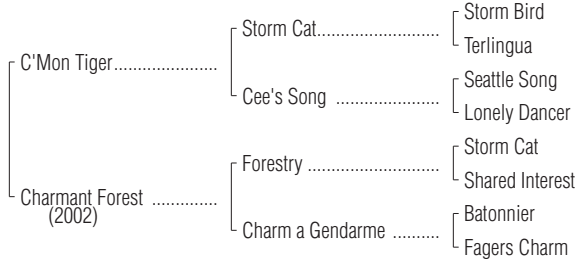 Storm Bird
Storm Cat
Terlingua
C'Mon Tiger
Seattle Song
Cee's Song
Lonely Dancer
Storm Cat
Forestry
Shared Interest
Charmant Forest
(2002)
Batonnier
Charm a Gendarme
Fagers Charm